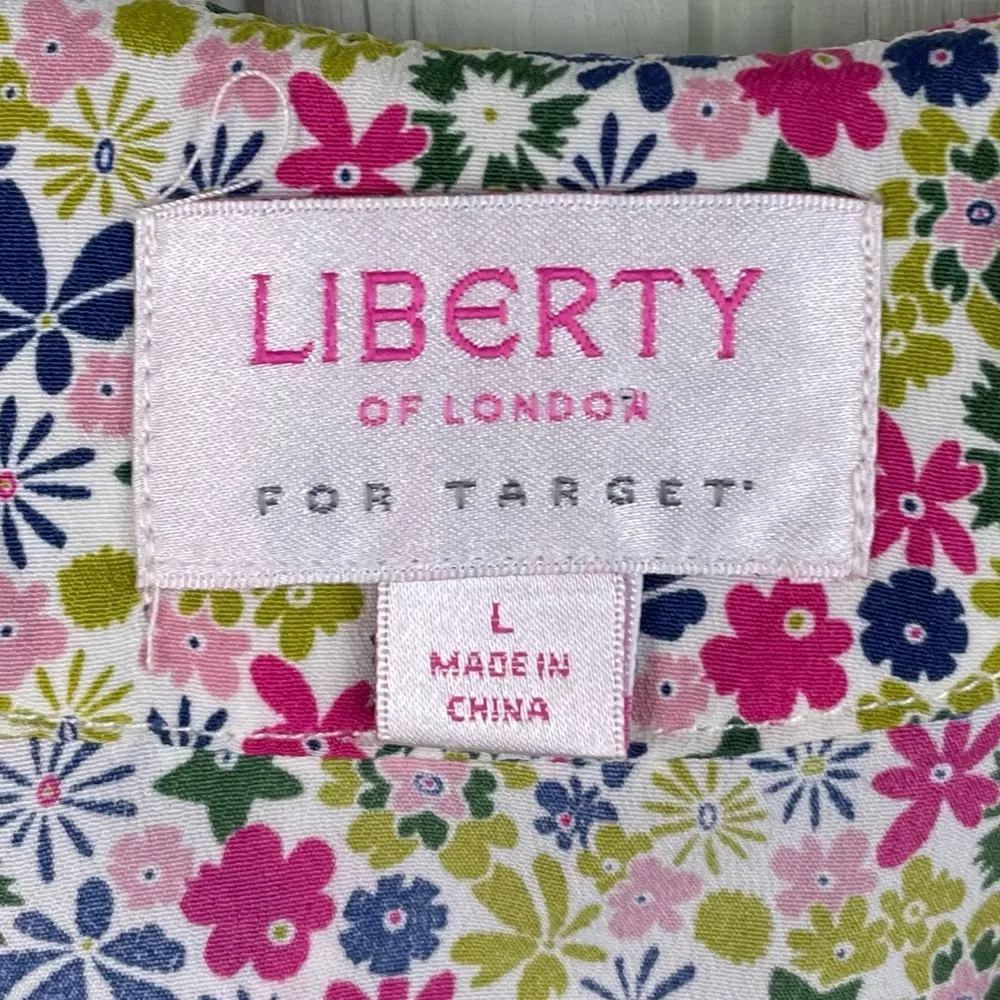 LIBERTY
OF LONDON
FOR TARGET
L
MADE IN
CHINA